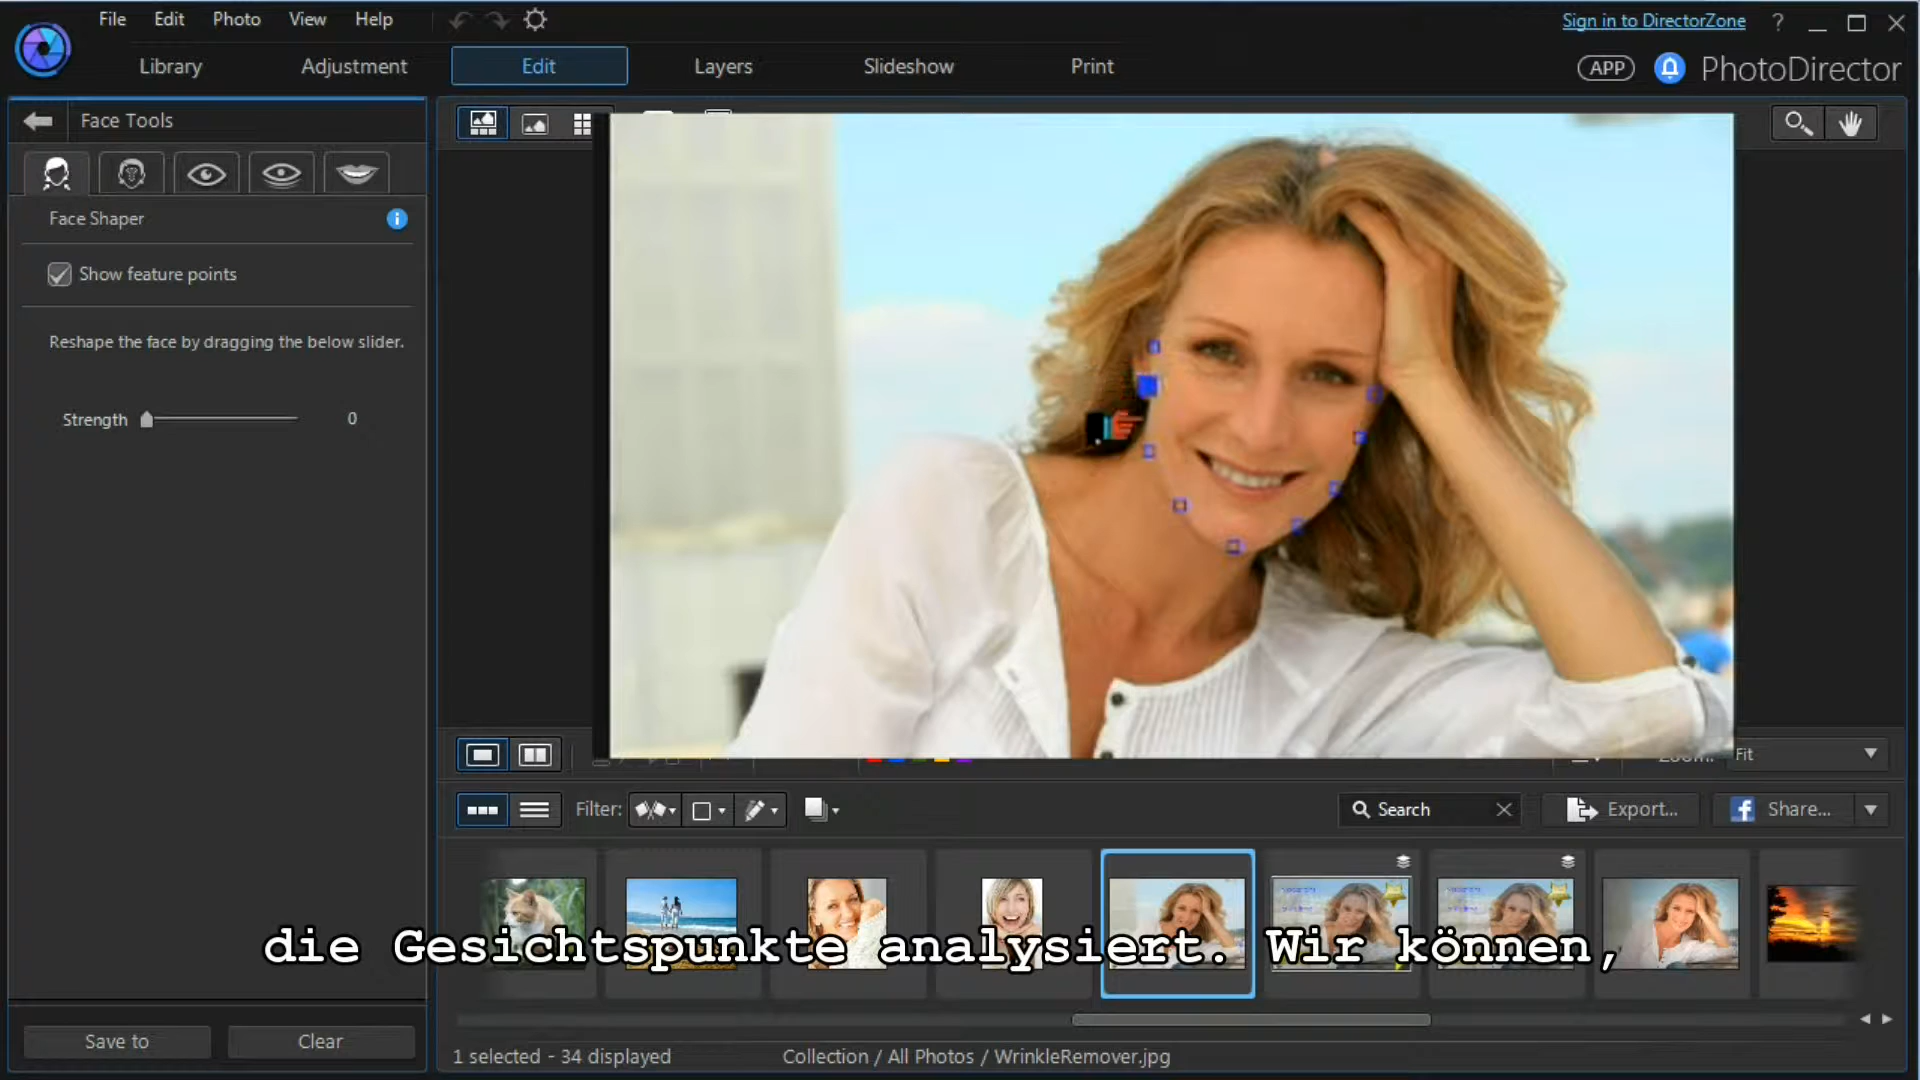 File Edit Photo View Help
Sign in to DirectorZone ?
Library Adjustment Edit Layers Slideshow Print
APP PhotoDirector
Face Tools
Face Shaper
Show feature points
Reshape the face by dragging the below slider.
Strength 0
Fit
Filter:
Search
Export...
Share...
die Gesichtspunkte analysiert. Wir können,
Save to Clear
1 selected - 34 displayed
Collection / All Photos / WrinkleRemover.jpg